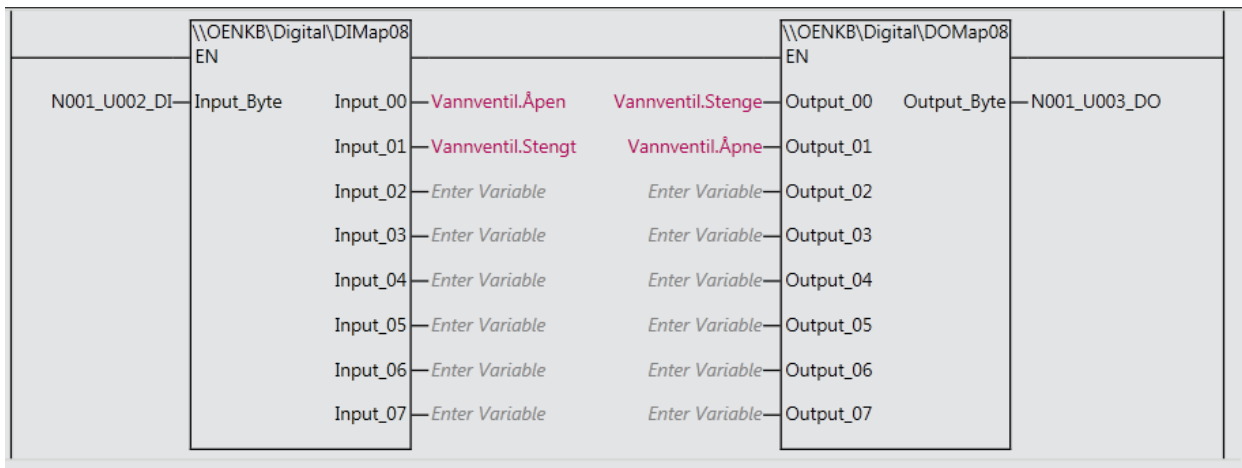 \\OENKB\Digital\DIMap08 \\OENKB\Digital\DOMap08
EN EN
N001_U002_DI Input_Byte Input_00 Vannventil.Åpen Vannventil.Stenge Output_00 Output_Byte N001_U003_DO
Input_01 Vannventil.Stengt Vannventil.Åpne Output_01
Input_02 Enter Variable Enter Variable Output_02
Input_03 Enter Variable Enter Variable Output_03
Input_04 Enter Variable Enter Variable Output_04
Input_05 Enter Variable Enter Variable Output_05
Input_06 Enter Variable Enter Variable Output_06
Input_07 Enter Variable Enter Variable Output_07